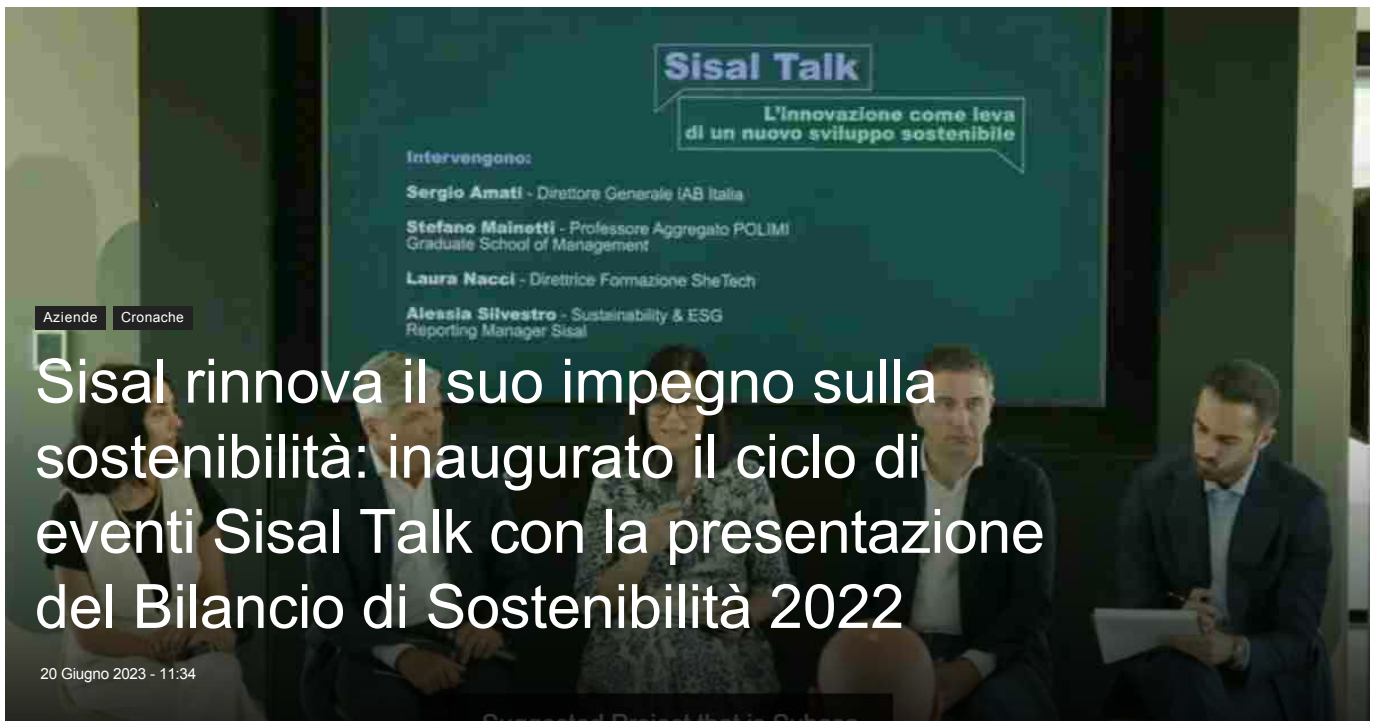 Sisal Talk
L'innovazione come leva
di un nuovo sviluppo sostenibile
Intervengono:
Sergio Amati - Direttore Generale IAB Italia
Stefano Mainetti - Professore Aggregato POLIMI
Graduate School of Management
Laura Nacci - Direttrice Formazione SheTech
Alessia Silvestro - Sustainability & ESG
Reporting Manager Sisal
Aziende Cronache
Sisal rinnova il suo impegno sulla
sostenibilità: inaugurato il ciclo di
eventi Sisal Talk con la presentazione
del Bilancio di Sostenibilità 2022
20 Giugno 2023 - 11:34